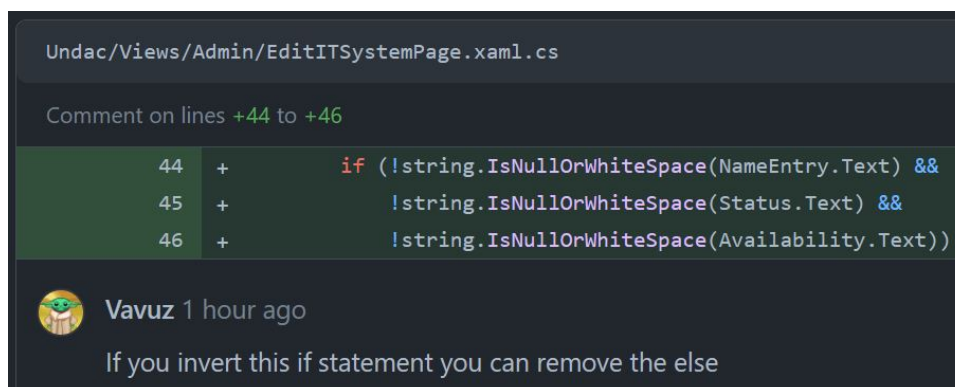 Undac/Views/Admin/EditITSystemPage.xaml.cs
Comment on lines +44 to +46
44 + if (!string.IsNullOrWhiteSpace(NameEntry.Text) &&
45 + !string.IsNullOrWhiteSpace(Status.Text) &&
46 + !string.IsNullOrWhiteSpace(Availability.Text))
Vavuz 1 hour ago
If you invert this if statement you can remove the else